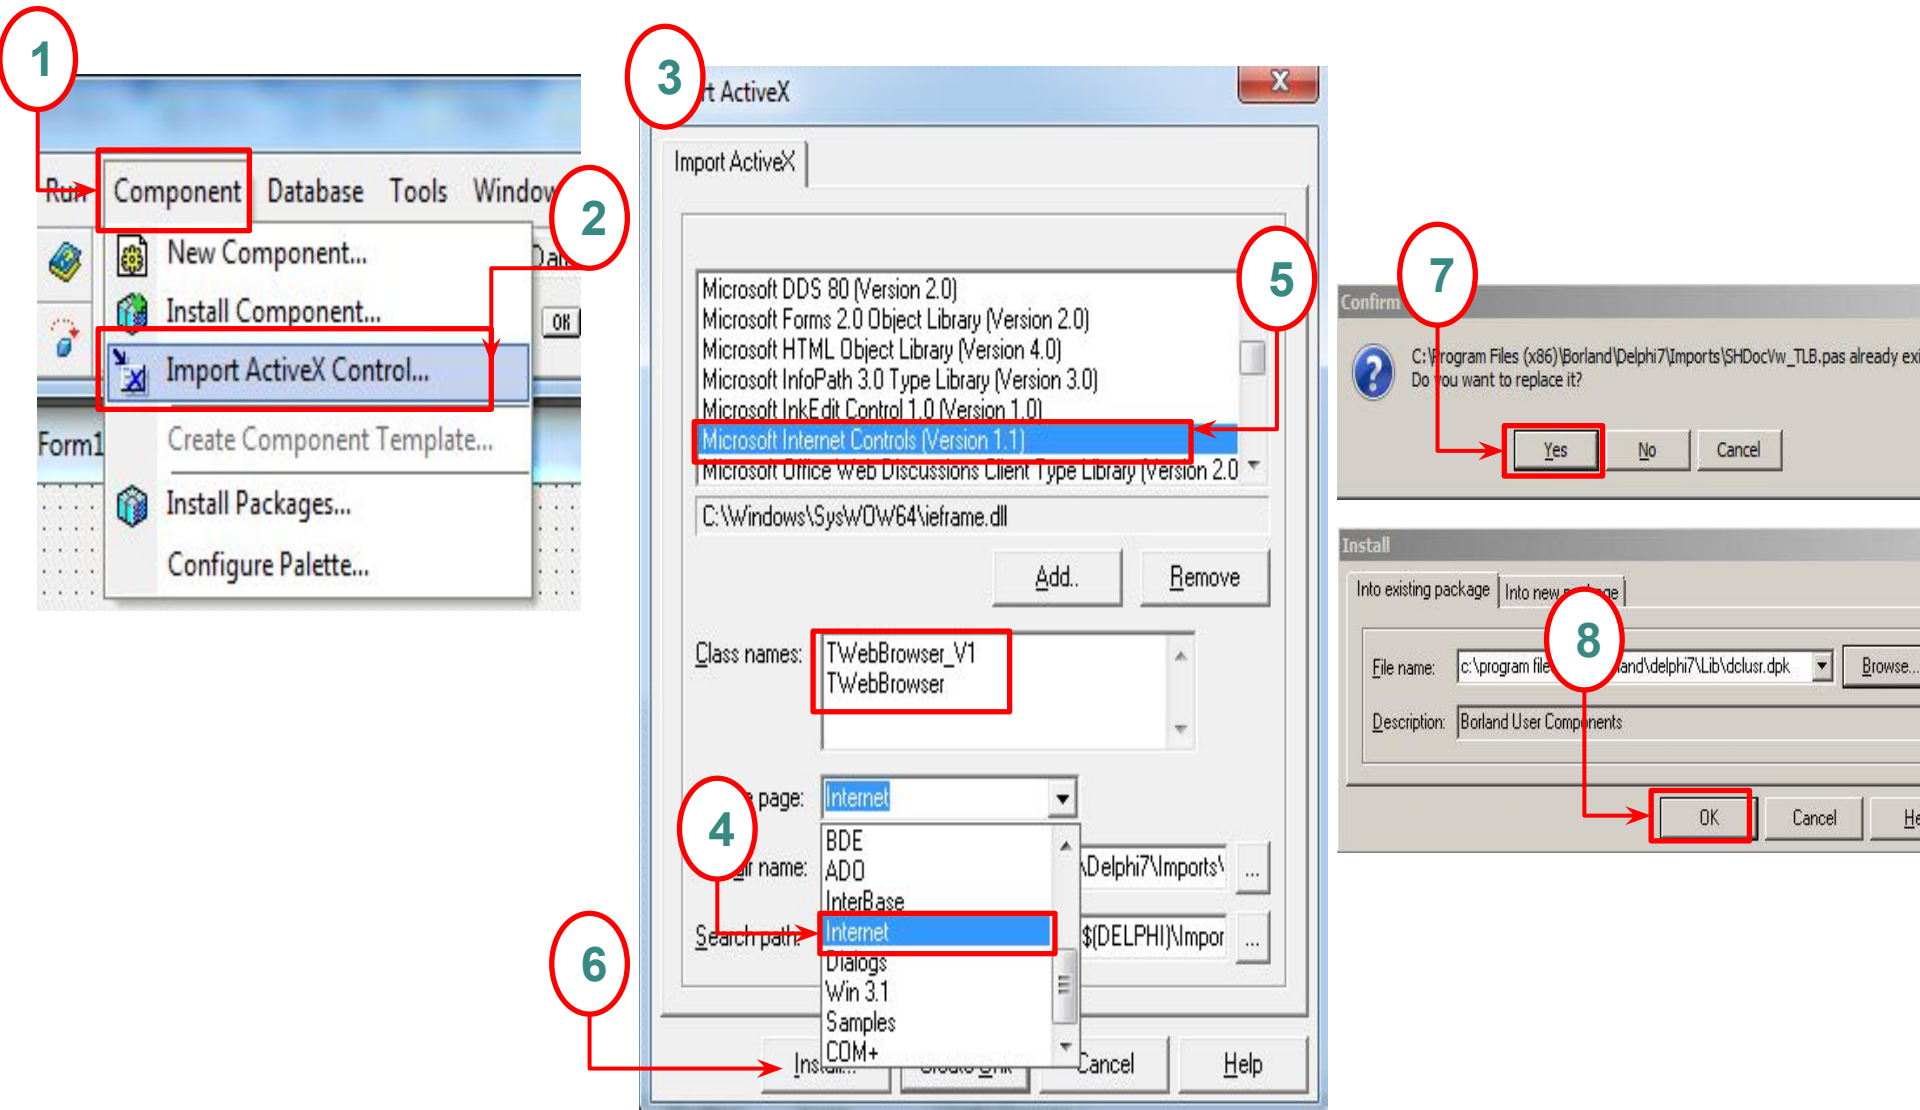 1
Run Component Database Tools Window
2
New Component...
Install Component...
OK
Import ActiveX Control...
Form1
Create Component Template...
Install Packages...
Configure Palette...
3
rt ActiveX
X
Import ActiveX
5
Microsoft DDS 80 (Version 2.0)
Microsoft Forms 2.0 Object Library (Version 2.0)
Microsoft HTML Object Library (Version 4.0)
Microsoft InfoPath 3.0 Type Library (Version 3.0)
Microsoft InkEdit Control 1.0 (Version 1.0)
Microsoft Internet Controls (Version 1.1)
Microsoft Office Web Discussions Client Type Library (Version 2.0
C:\Windows\SysWOW64\ieframe.dll
Add.. Remove
Class names: TWebBrowser_V1
TWebBrowser
4
page: Internet
BDE
name: ADO \Delphi7\Imports\ ...
InterBase
Search path: Internet $(DELPHI)\Impor ...
6
Dialogs
Win 3.1
Samples
COM+
Install... Cancel Help
7
Confirm
C:\Program Files (x86)\Borland\Delphi7\Imports\SHDocVw_TLB.pas already exi
Do you want to replace it?
Yes No Cancel
Install
Into existing package Into new package
8
File name: c:\program file and\delphi7\Lib\dclusr.dpk Browse...
Description: Borland User Components
OK Cancel He